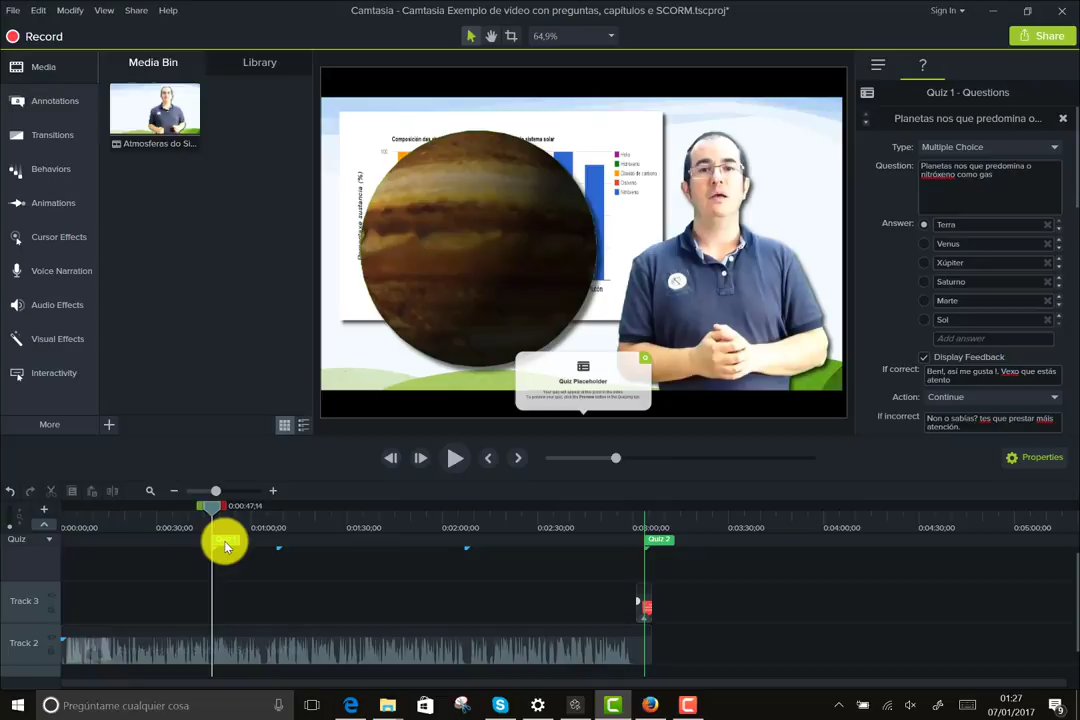 File Edit Modify View Share Help
Camtasia - Camtasia Exemplo de vídeo con preguntas, capítulos e SCORM.tscproj*
Sign In
Record
64,9%
Share
Media
Media Bin
Library
Annotations
Transitions
Behaviors
Animations
Cursor Effects
Voice Narration
Audio Effects
Visual Effects
Interactivity
More
Atmosferas do Si...
100
Quiz Placeholder
?
Quiz 1 - Questions
Planetas nos que predomina o...
Type: Multiple Choice
Question: Planetas nos que predomina o
nitróxeno como gas
Answer: Terra
Venus
Xúpiter
Saturno
Marte
Sol
Add answer
Display Feedback
If correct: Ben!, así me gusta !. Vexo que estás
atento
Action: Continue
If incorrect Non o sabías? tes que prestar máis
atención.
Properties
0:00:47;14
0:00:00;00 0:00:30;00 0:01:00;00 0:01:30;00 0:02:00;00 0:02:30;00 0:03:00;00 0:03:30;00 0:04:00;00 0:04:30;00 0:05:00;00
Quiz
Quiz 2
Track 3
Track 2
Pregúntame cualquier cosa
01:27
07/01/2017